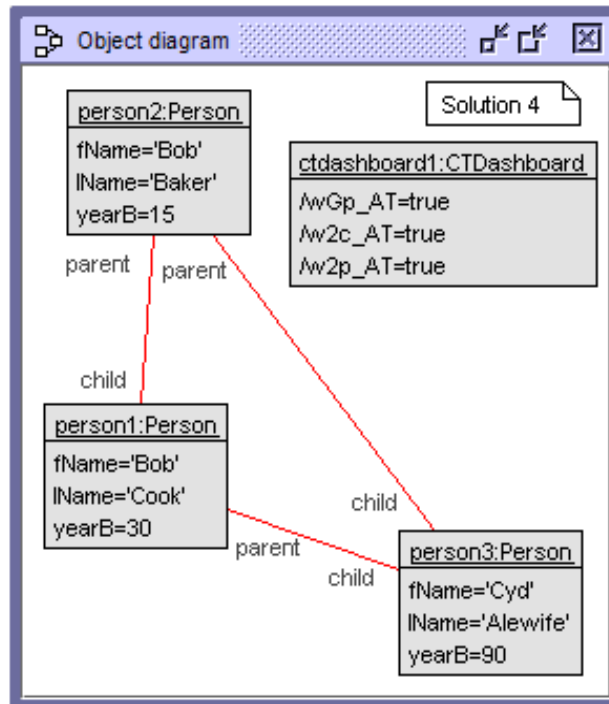 Object diagram
Solution 4
person2:Person
fName='Bob'
lName='Baker'
yearB=15
ctdashboard1:CTDashboard
/wGp_AT=true
/w2c_AT=true
/w2p_AT=true
parent
parent
child
person1:Person
fName='Bob'
lName='Cook'
yearB=30
child
parent
child
person3:Person
fName='Cyd'
lName='Alewife'
yearB=90